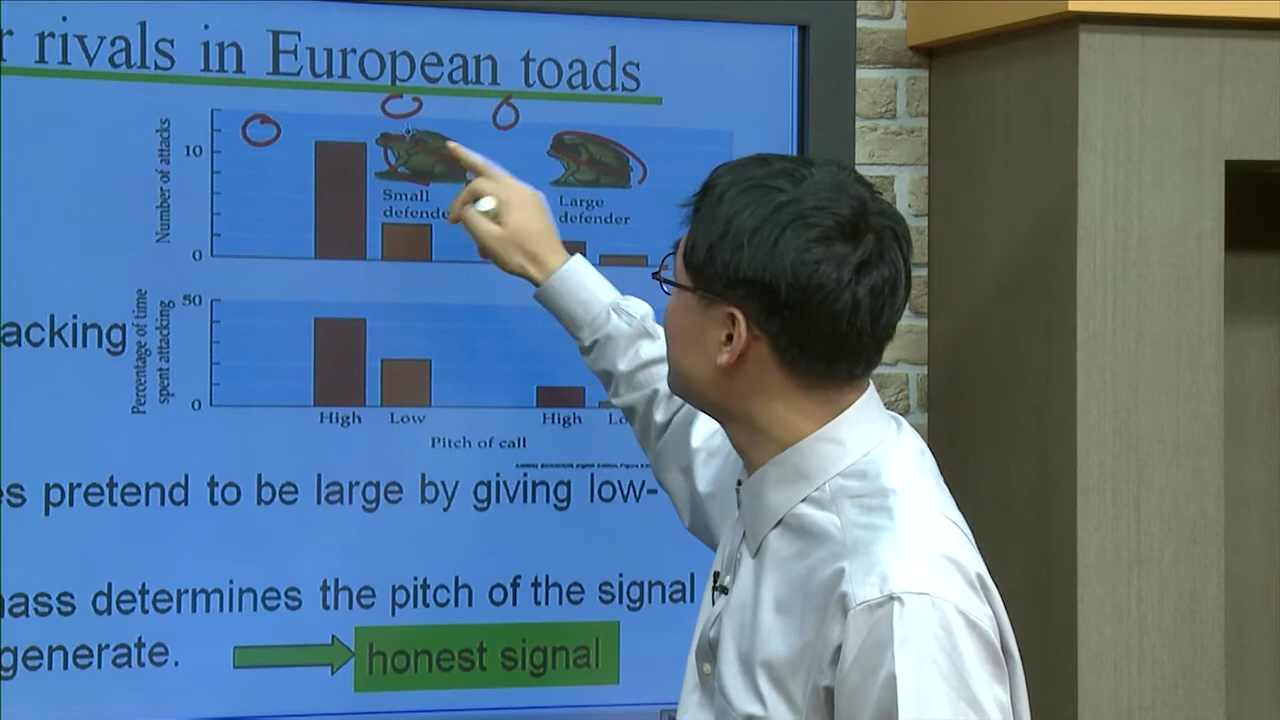 r rivals in European toads
Number of attacks
10
0
Small
defende
Large
defender
acking
Percentage of time
spent attacking
50
0
High
Low
High
Lo
Pitch of call
es pretend to be large by giving low-
ass determines the pitch of the signal
generate.
honest signal